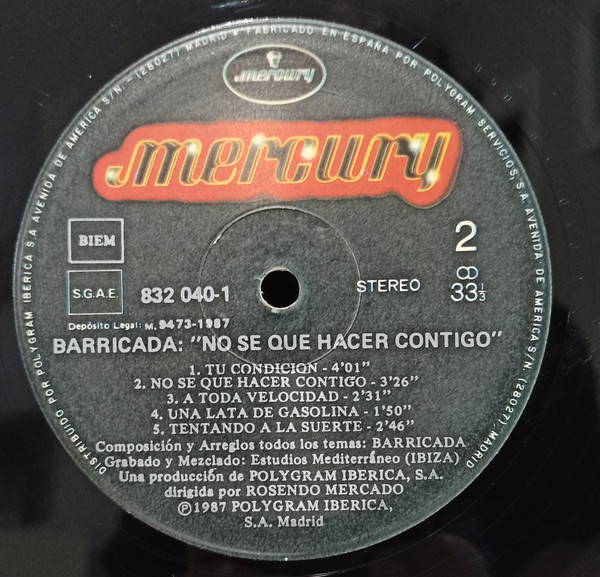 DISTRIBUIDO POR POLYGRAM IBERICA S.A AVENIDA DE AMERICA S/N. - (28027) MADRID • FABRICADO EN ESPAÑA POR POLYGRAM SERVICIOS, S.A. AVENIDA DE AMERICA S/N (28027). MADRID
mercury
mercury
BIEM
2
S.G.A.E.
832 040-1
STEREO
33 1/3
Depósito Legal: M. 9473-1987
BARRICADA: "NO SE QUE HACER CONTIGO"
1. TU CONDICION - 4'01"
2. NO SE QUE HACER CONTIGO - 3'26"
3. A TODA VELOCIDAD - 2'31"
4. UNA LATA DE GASOLINA - 1'50"
5. TENTANDO A LA SUERTE - 2'46"
Composición y Arreglos todos los temas: BARRICADA
Grabado y Mezclado: Estudios Mediterráneo (IBIZA)
Una producción de POLYGRAM IBERICA, S.A.
dirigida por ROSENDO MERCADO
Ⓟ1987 POLYGRAM IBERICA,
S.A. Madrid